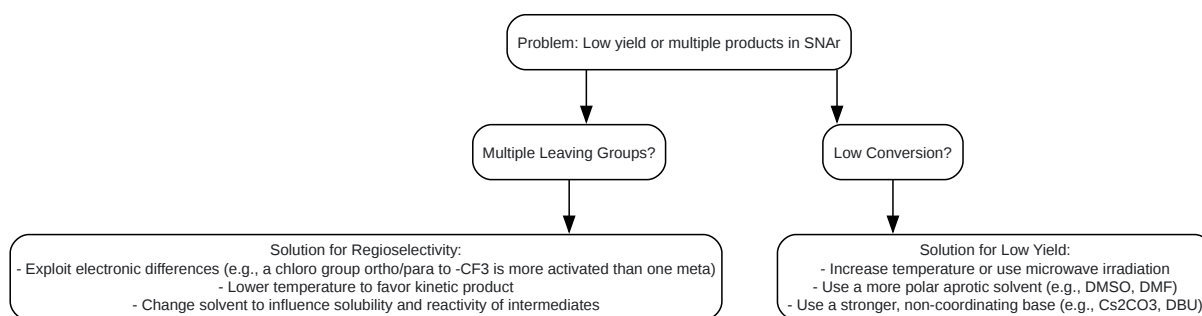 Problem: Low yield or multiple products in SNAr
Multiple Leaving Groups?
Low Conversion?
Solution for Regioselectivity:
- Exploit electronic differences (e.g., a chloro group ortho/para to -CF3 is more activated than one meta)
- Lower temperature to favor kinetic product
- Change solvent to influence solubility and reactivity of intermediates
Solution for Low Yield:
- Increase temperature or use microwave irradiation
- Use a more polar aprotic solvent (e.g., DMSO, DMF)
- Use a stronger, non-coordinating base (e.g., Cs2CO3, DBU)